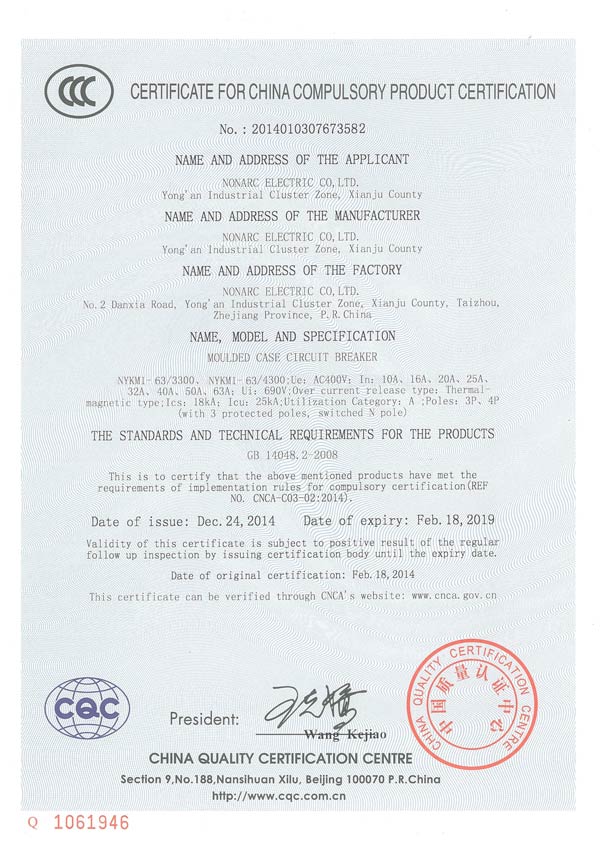 CCC
CERTIFICATE FOR CHINA COMPULSORY PRODUCT CERTIFICATION
No.: 2014010307673582
NAME AND ADDRESS OF THE APPLICANT
NONARC ELECTRIC CO,LTD.
Yong'an Industrial Cluster Zone, Xianju County
NAME AND ADDRESS OF THE MANUFACTURER
NONARC ELECTRIC CO,LTD.
Yong'an Industrial Cluster Zone, Xianju County
NAME AND ADDRESS OF THE FACTORY
NONARC ELECTRIC CO,LTD.
No.2 Danxia Road, Yong'an Industrial Cluster Zone, Xianju County, Taizhou,
Zhejiang Province, P.R.China
NAME, MODEL AND SPECIFICATION
MOULDED CASE CIRCUIT BREAKER
NYKM1-63/3300、NYKM1-63/4300;Ue: AC400V; In: 10A、16A、20A、25A、
32A、40A、50A、63A; Ui: 690V;Over current release type: Thermal-
magnetic type;Ics: 18kA; Icu: 25kA;Utilization Category: A ;Poles: 3P、4P
(with 3 protected poles, switched N pole)
THE STANDARDS AND TECHNICAL REQUIREMENTS FOR THE PRODUCTS
GB 14048.2-2008
This is to certify that the above mentioned products have met the
requirements of implementation rules for compulsory certification(REF
NO. CNCA-C03-02:2014).
Date of issue: Dec.24,2014 Date of expiry: Feb.18,2019
Validity of this certificate is subject to positive result of the regular
follow up inspection by issuing certification body until the expiry date.
Date of original certification: Feb.18,2014
This certificate can be verified through CNCA's website: www.cnca.gov.cn
CHINA QUALITY CERTIFICATION CENTRE
中国质量认证中心
CQC
President:
Wang Kejiao
CHINA QUALITY CERTIFICATION CENTRE
Section 9,No.188,Nansihuan Xilu, Beijing 100070 P.R.China
http://www.cqc.com.cn
Q 1061946